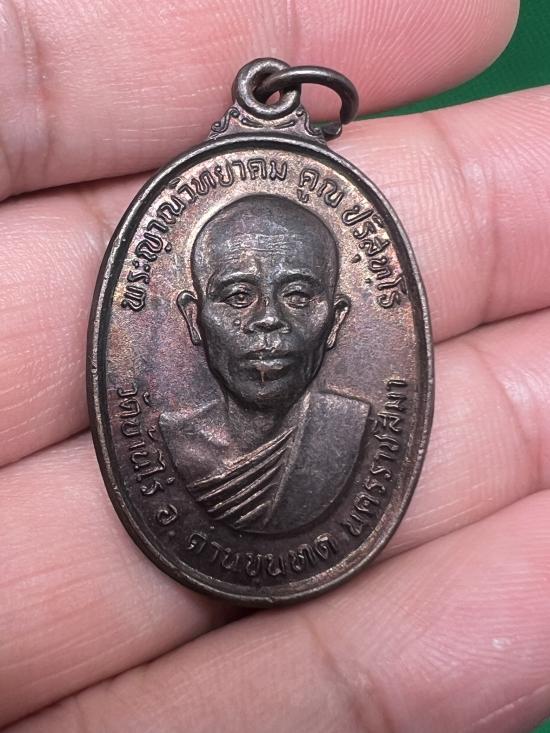 พระญาณวิทยาคม คูณ ปริสุทฺโธ
วัดบ้านไร่ อ. ด่านขุนทด นครราชสีมา